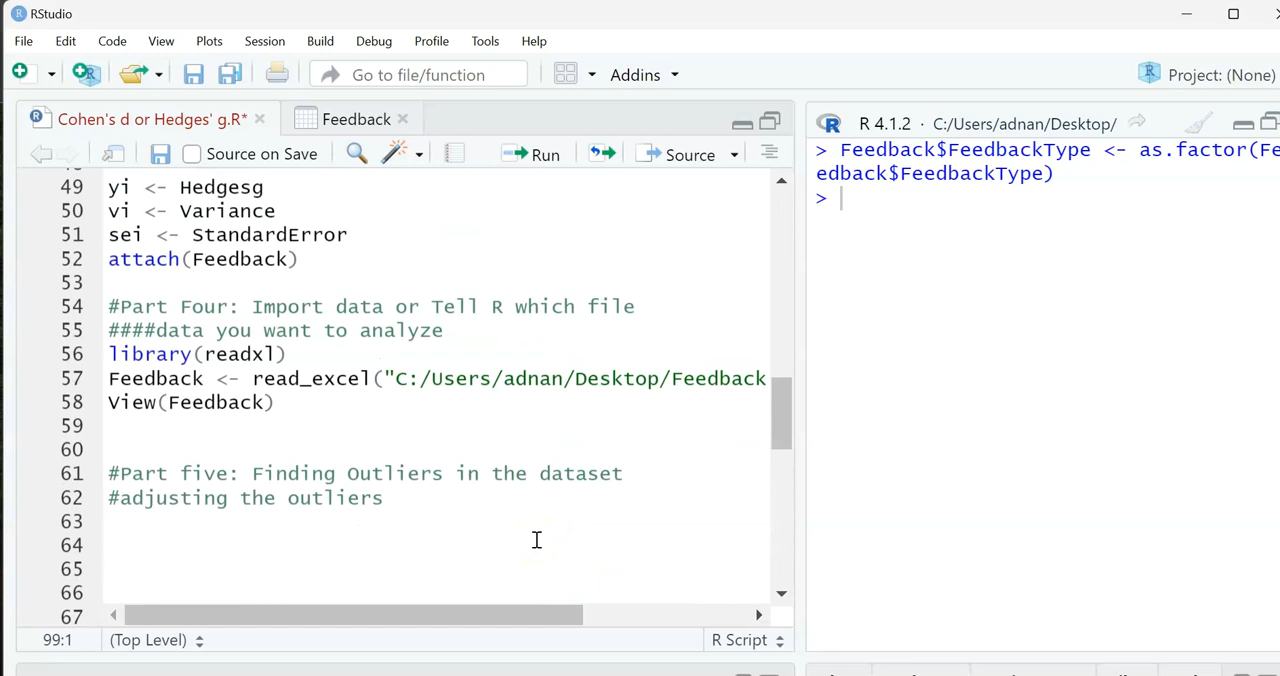 RStudio
File Edit Code View Plots Session Build Debug Profile Tools Help
Go to file/function Addins Project: (None)
Cohen's d or Hedges' g.R* Feedback
Source on Save Run Source
49 yi <- Hedgesg
50 vi <- Variance
51 sei <- StandardError
52 attach(Feedback)
53
54 #Part Four: Import data or Tell R which file
55 ####data you want to analyze
56 library(readxl)
57 Feedback <- read_excel("C:/Users/adnan/Desktop/Feedback
58 View(Feedback)
59
60
61 #Part five: Finding Outliers in the dataset
62 #adjusting the outliers
63
64
65
66
67
99:1 (Top Level) R Script
R 4.1.2 · C:/Users/adnan/Desktop/
> Feedback$FeedbackType <- as.factor(Fe
edback$FeedbackType)
>